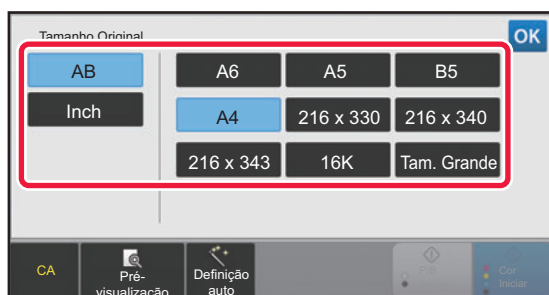 Tamanho Original
OK
AB
A6
A5
B5
Inch
A4
216 x 330
216 x 340
216 x 343
16K
Tam. Grande
CA
Pré-
visualização
Definição
auto
P/B
Cor
Iniciar